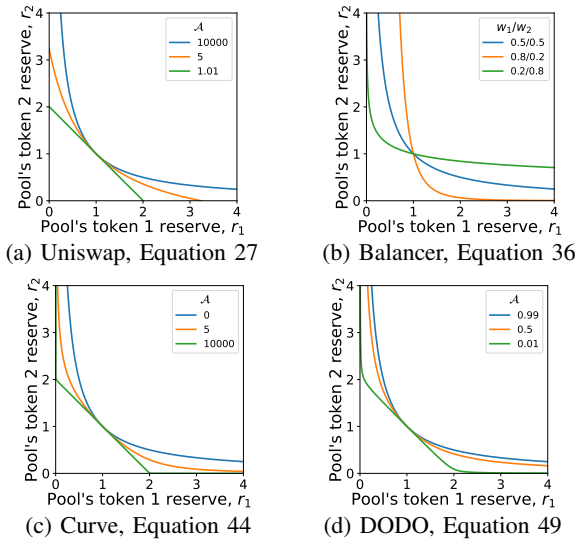 Pool's token 2 reserve, r₂
4
3
2
1
0
0 1 2 3 4
Pool's token 1 reserve, r₁
𝒜
10000
5
1.01
(a) Uniswap, Equation 27
Pool's token 2 reserve, r₂
4
3
2
1
0
0 1 2 3 4
Pool's token 1 reserve, r₁
w₁/w₂
0.5/0.5
0.8/0.2
0.2/0.8
(b) Balancer, Equation 36
Pool's token 2 reserve, r₂
4
3
2
1
0
0 1 2 3 4
Pool's token 1 reserve, r₁
𝒜
0
5
10000
(c) Curve, Equation 44
Pool's token 2 reserve, r₂
4
3
2
1
0
0 1 2 3 4
Pool's token 1 reserve, r₁
𝒜
0.99
0.5
0.01
(d) DODO, Equation 49